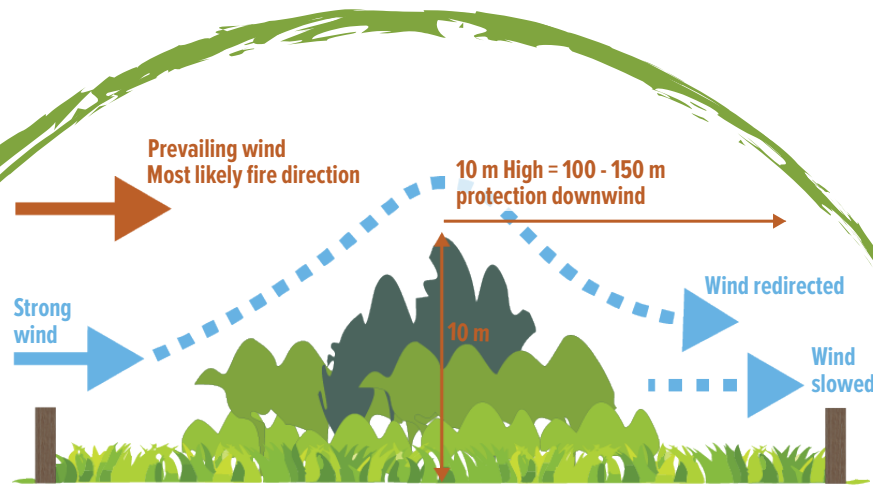 Prevailing wind
Most likely fire direction
10 m High = 100 - 150 m
protection downwind
Strong
wind
Wind redirected
10 m
Wind
slowed